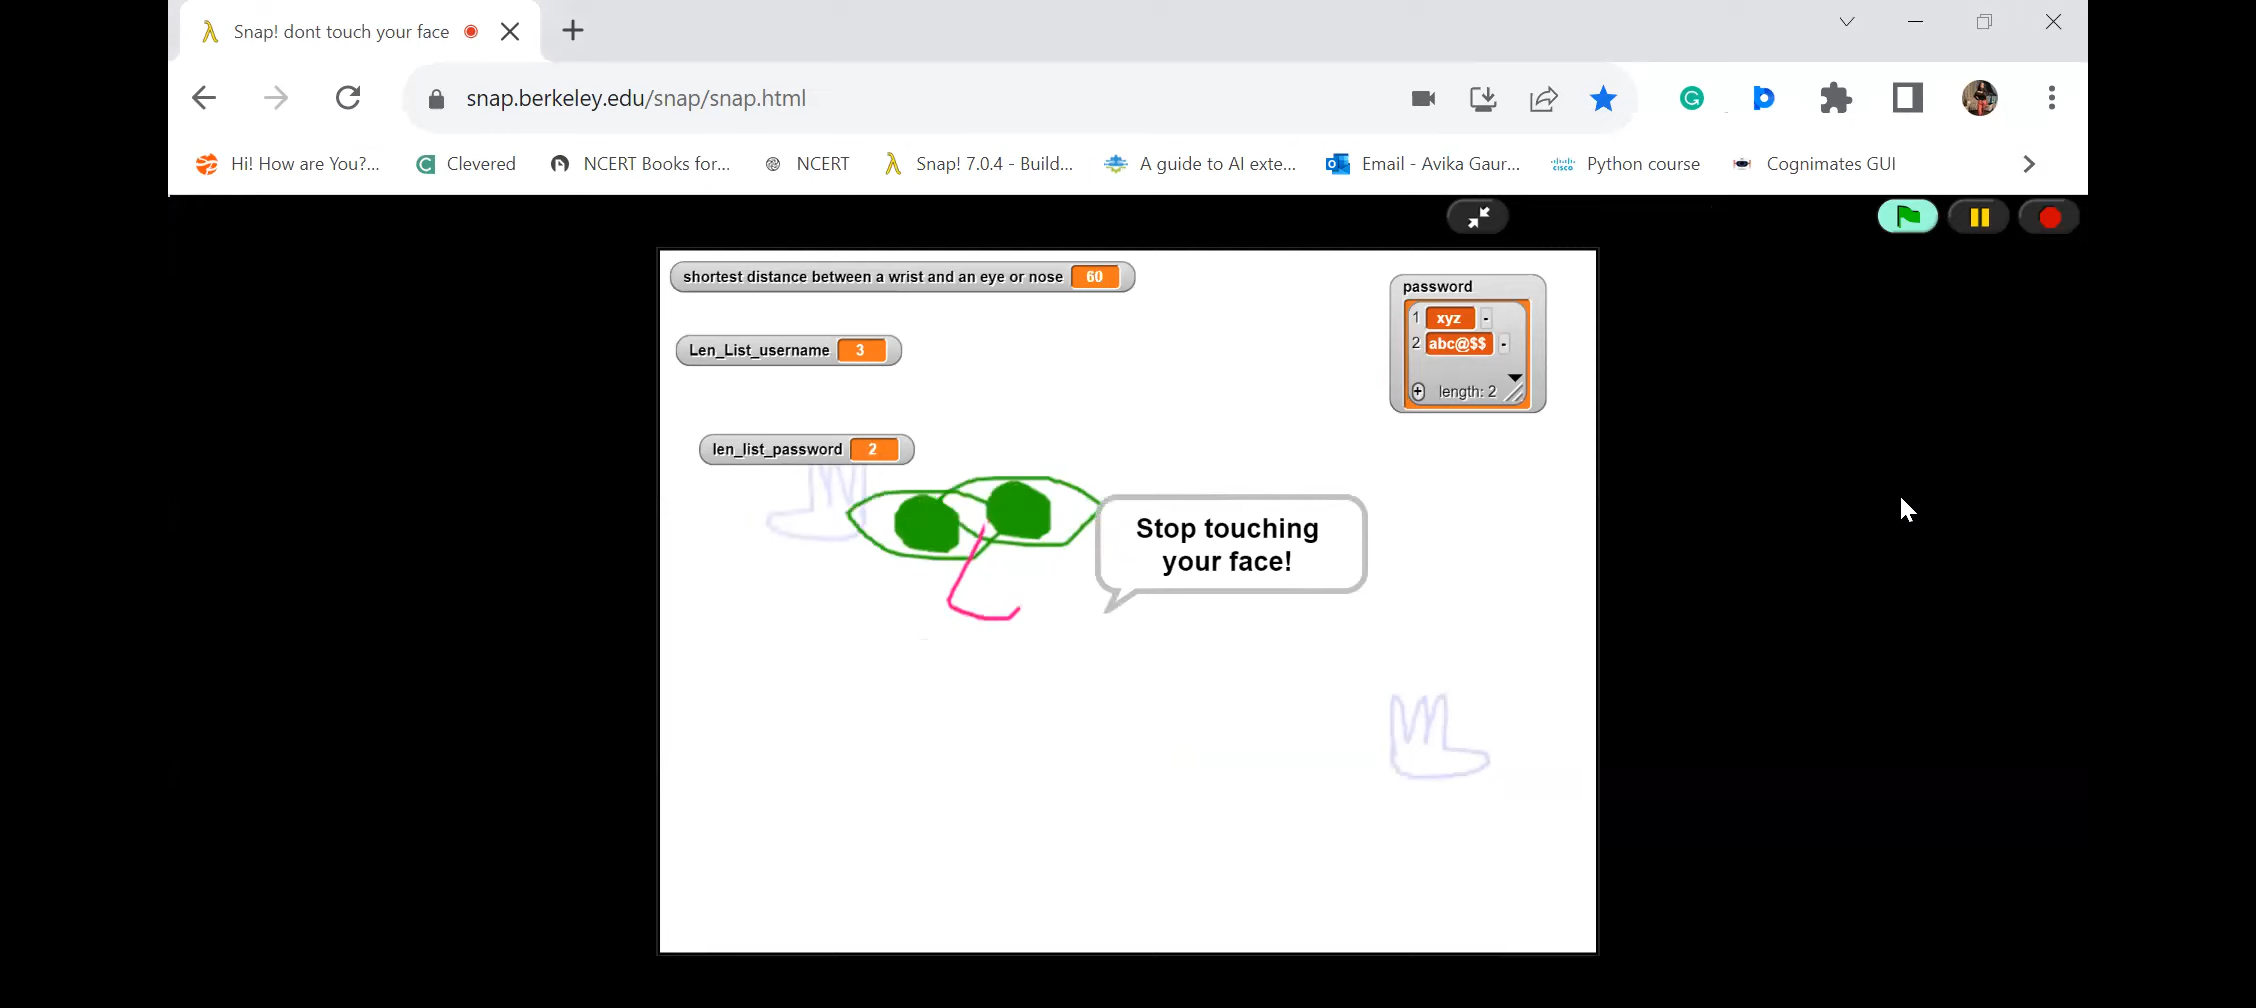 Snap! dont touch your face
snap.berkeley.edu/snap/snap.html
Hi! How are You?...
Clevered
NCERT Books for...
NCERT
Snap! 7.0.4 - Build...
A guide to AI exte...
Email - Avika Gaur...
cisco
Python course
Cognimates GUI
shortest distance between a wrist and an eye or nose 60
password
1 xyz -
2 abc@$$ -
+ length: 2
Len_List_username 3
len_list_password 2
Stop touching
your face!